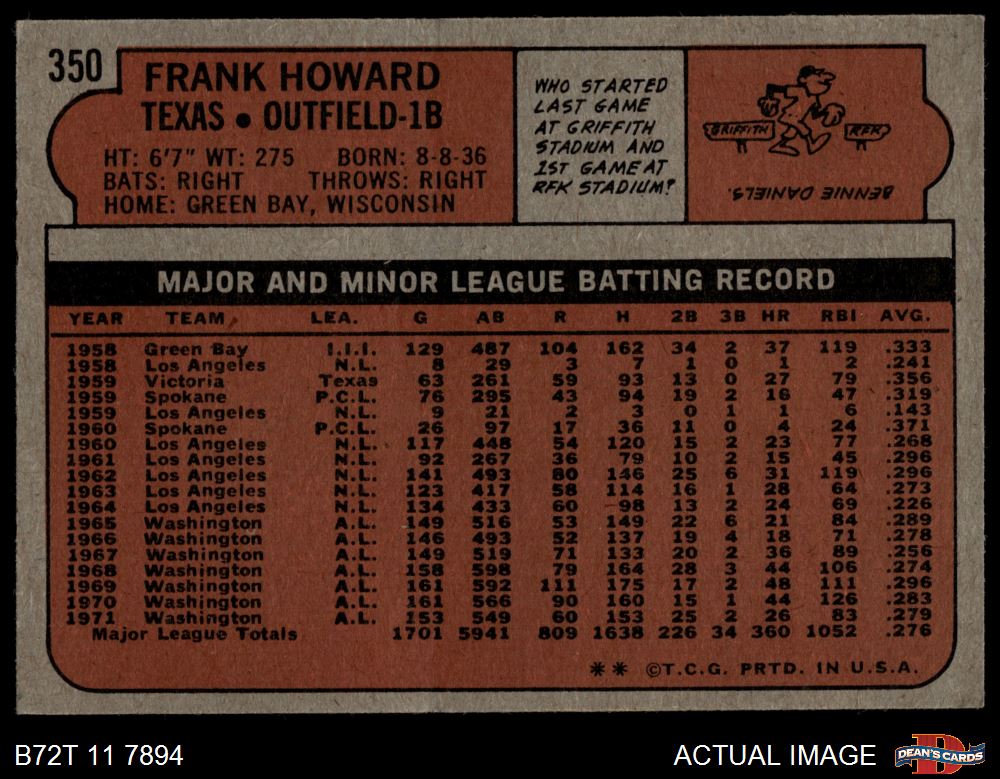 350
FRANK HOWARD
TEXAS • OUTFIELD-1B
HT: 6'7" WT: 275 BORN: 8-8-36
BATS: RIGHT THROWS: RIGHT
HOME: GREEN BAY, WISCONSIN
WHO STARTED
LAST GAME
AT GRIFFITH
STADIUM AND
1ST GAME AT
RFK STADIUM?
GRIFFITH RFK
BENNIE DANIELS.
MAJOR AND MINOR LEAGUE BATTING RECORD
YEAR TEAM LEA. G AB R H 2B 3B HR RBI AVG.
1958 Green Bay I.I.I. 129 487 104 162 34 2 37 119 .333
1958 Los Angeles N.L. 8 29 3 7 1 0 1 2 .241
1959 Victoria Texas 63 261 59 93 13 0 27 79 .356
1959 Spokane P.C.L. 76 295 43 94 19 2 16 47 .319
1959 Los Angeles N.L. 9 21 2 3 0 1 1 6 .143
1960 Spokane P.C.L. 26 97 17 36 11 0 4 24 .371
1960 Los Angeles N.L. 117 448 54 120 15 2 23 77 .268
1961 Los Angeles N.L. 92 267 36 79 10 2 15 45 .296
1962 Los Angeles N.L. 141 493 80 146 25 6 31 119 .296
1963 Los Angeles N.L. 123 417 58 114 16 1 28 64 .273
1964 Los Angeles N.L. 134 433 60 98 13 2 24 69 .226
1965 Washington A.L. 149 516 53 149 22 6 21 84 .289
1966 Washington A.L. 146 493 52 137 19 4 18 71 .278
1967 Washington A.L. 149 519 71 133 20 2 36 89 .256
1968 Washington A.L. 158 598 79 164 28 3 44 106 .274
1969 Washington A.L. 161 592 111 175 17 2 48 111 .296
1970 Washington A.L. 161 566 90 160 15 1 44 126 .283
1971 Washington A.L. 153 549 60 153 25 2 26 83 .279
Major League Totals 1701 5941 809 1638 226 34 360 1052 .276
** ©T.C.G. PRTD. IN U.S.A.
B72T 11 7894
ACTUAL IMAGE
DEAN'S CARDS